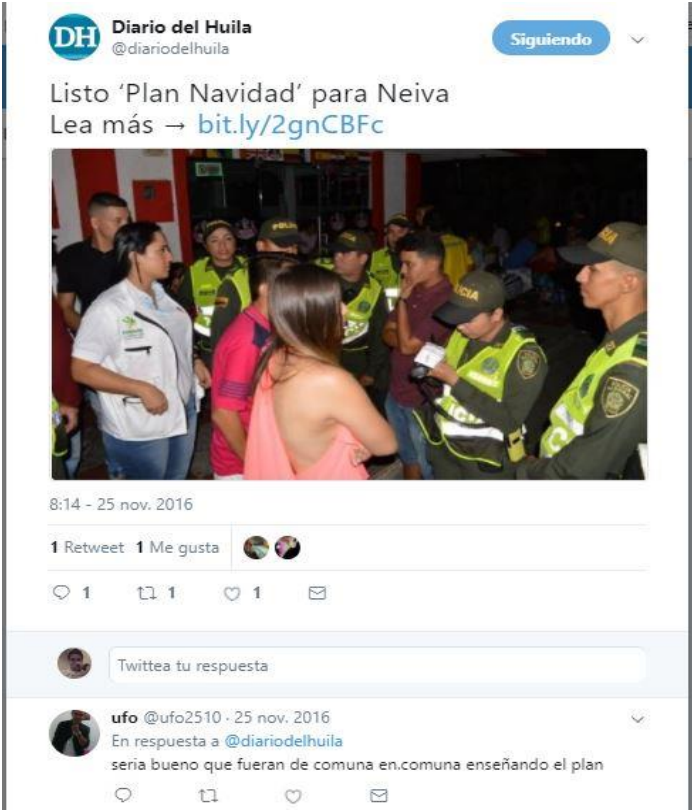 DH
Diario del Huila
@diariodelhuila
Siguiendo
Listo ‘Plan Navidad’ para Neiva
Lea más → bit.ly/2gnCBFc
POLICIA
8:14 - 25 nov. 2016
1 Retweet 1 Me gusta
1 1 1
Twittea tu respuesta
ufo @ufo2510 · 25 nov. 2016
En respuesta a @diariodelhuila
seria bueno que fueran de comuna en.comuna enseñando el plan